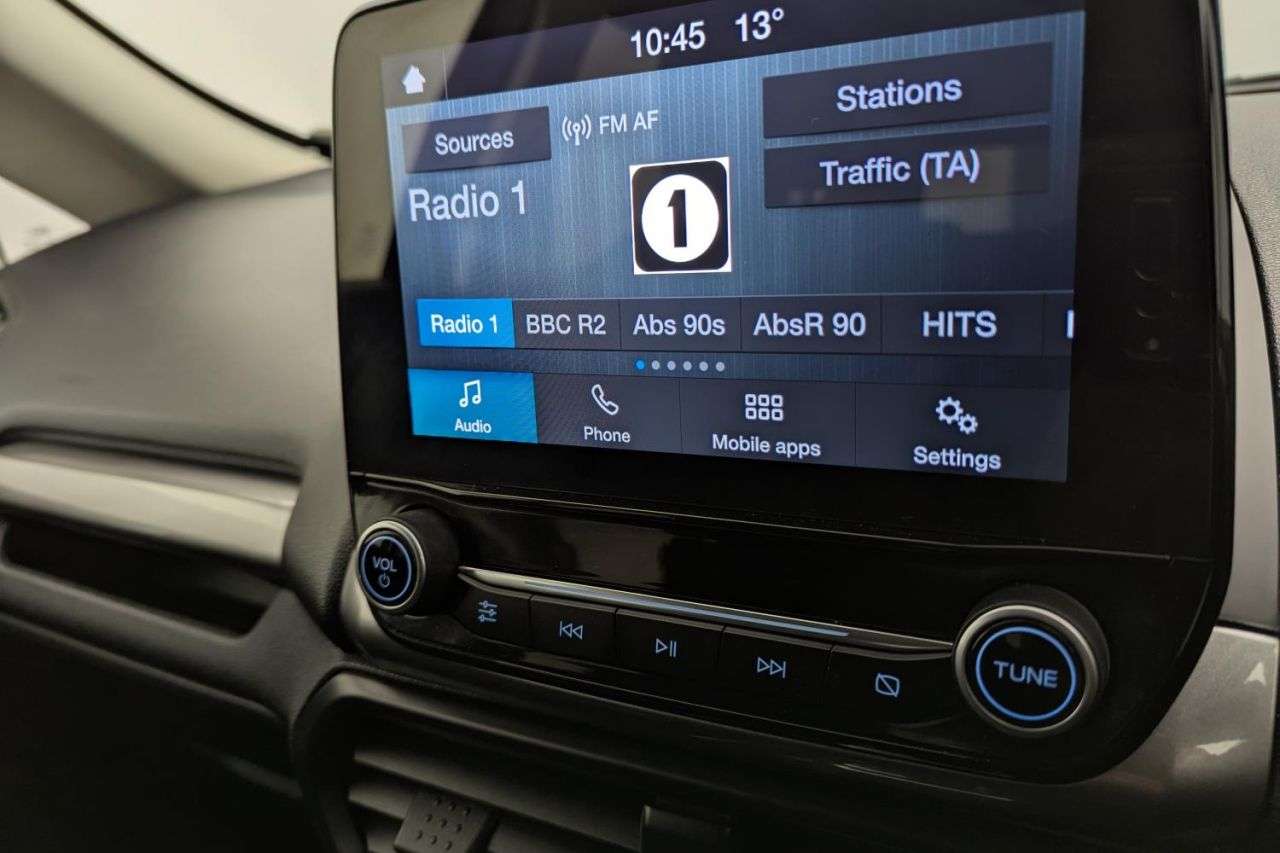 10:45 13°
Sources
FM AF
Stations
Traffic (TA)
Radio 1
1
Radio 1
BBC R2
Abs 90s
AbsR 90
HITS
Audio
Phone
Mobile apps
Settings
VOL
TUNE